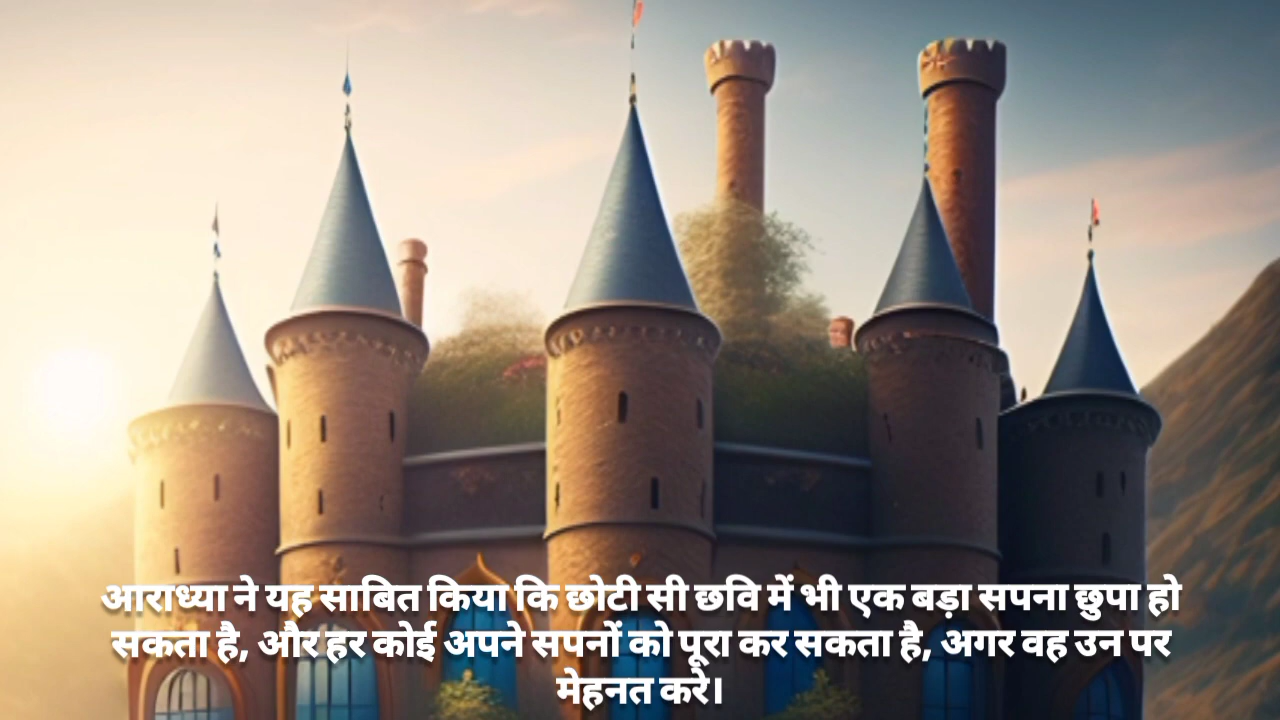 आराध्या ने यह साबित किया कि छोटी सी छवि में भी एक बड़ा सपना छुपा हो
सकता है, और हर कोई अपने सपनों को पूरा कर सकता है, अगर वह उन पर
मेहनत करे।